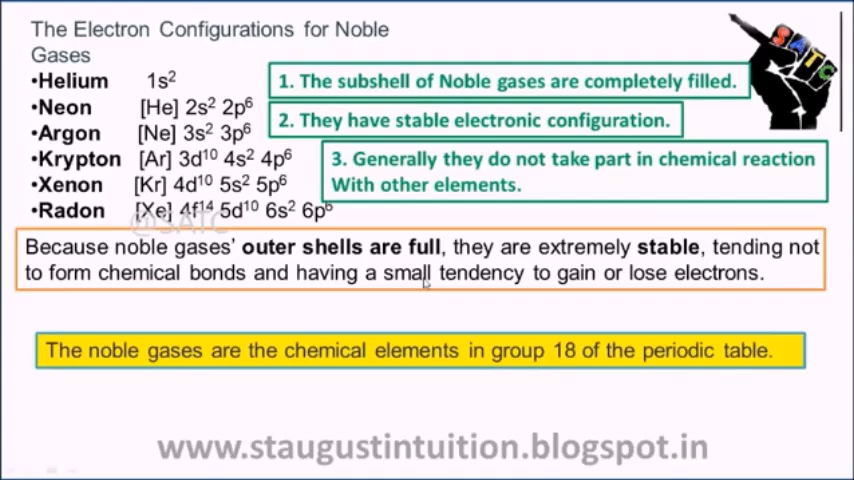 The Electron Configurations for Noble
Gases
•Helium 1s²
•Neon [He] 2s² 2p⁶
•Argon [Ne] 3s² 3p⁶
•Krypton [Ar] 3d¹⁰ 4s² 4p⁶
•Xenon [Kr] 4d¹⁰ 5s² 5p⁶
•Radon [Xe] 4f¹⁴ 5d¹⁰ 6s² 6p⁶
1. The subshell of Noble gases are completely filled.
2. They have stable electronic configuration.
3. Generally they do not take part in chemical reaction
With other elements.
SATC
@SATC
Because noble gases’ outer shells are full, they are extremely stable, tending not
to form chemical bonds and having a small tendency to gain or lose electrons.
The noble gases are the chemical elements in group 18 of the periodic table.
www.staugustintuition.blogspot.in